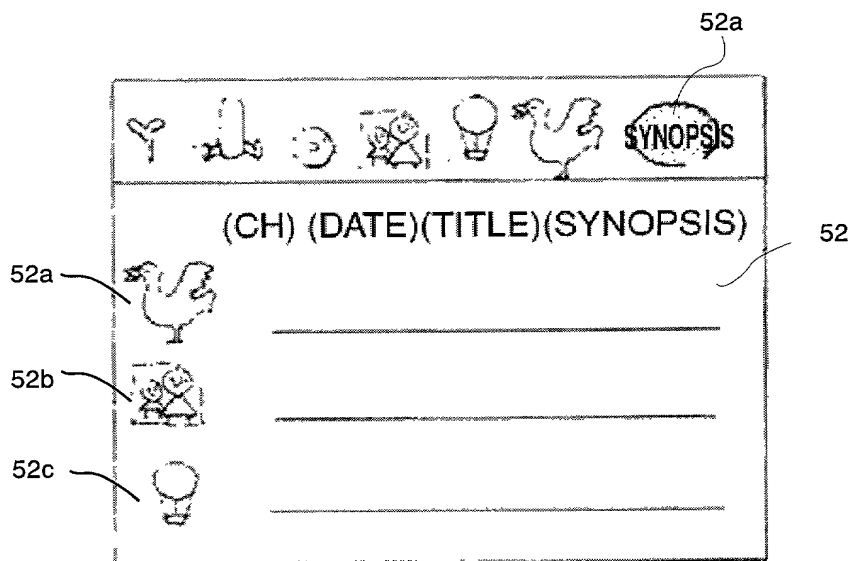 52a
SYNOPSIS
(CH) (DATE)(TITLE)(SYNOPSIS)
52
52a
52b
52c